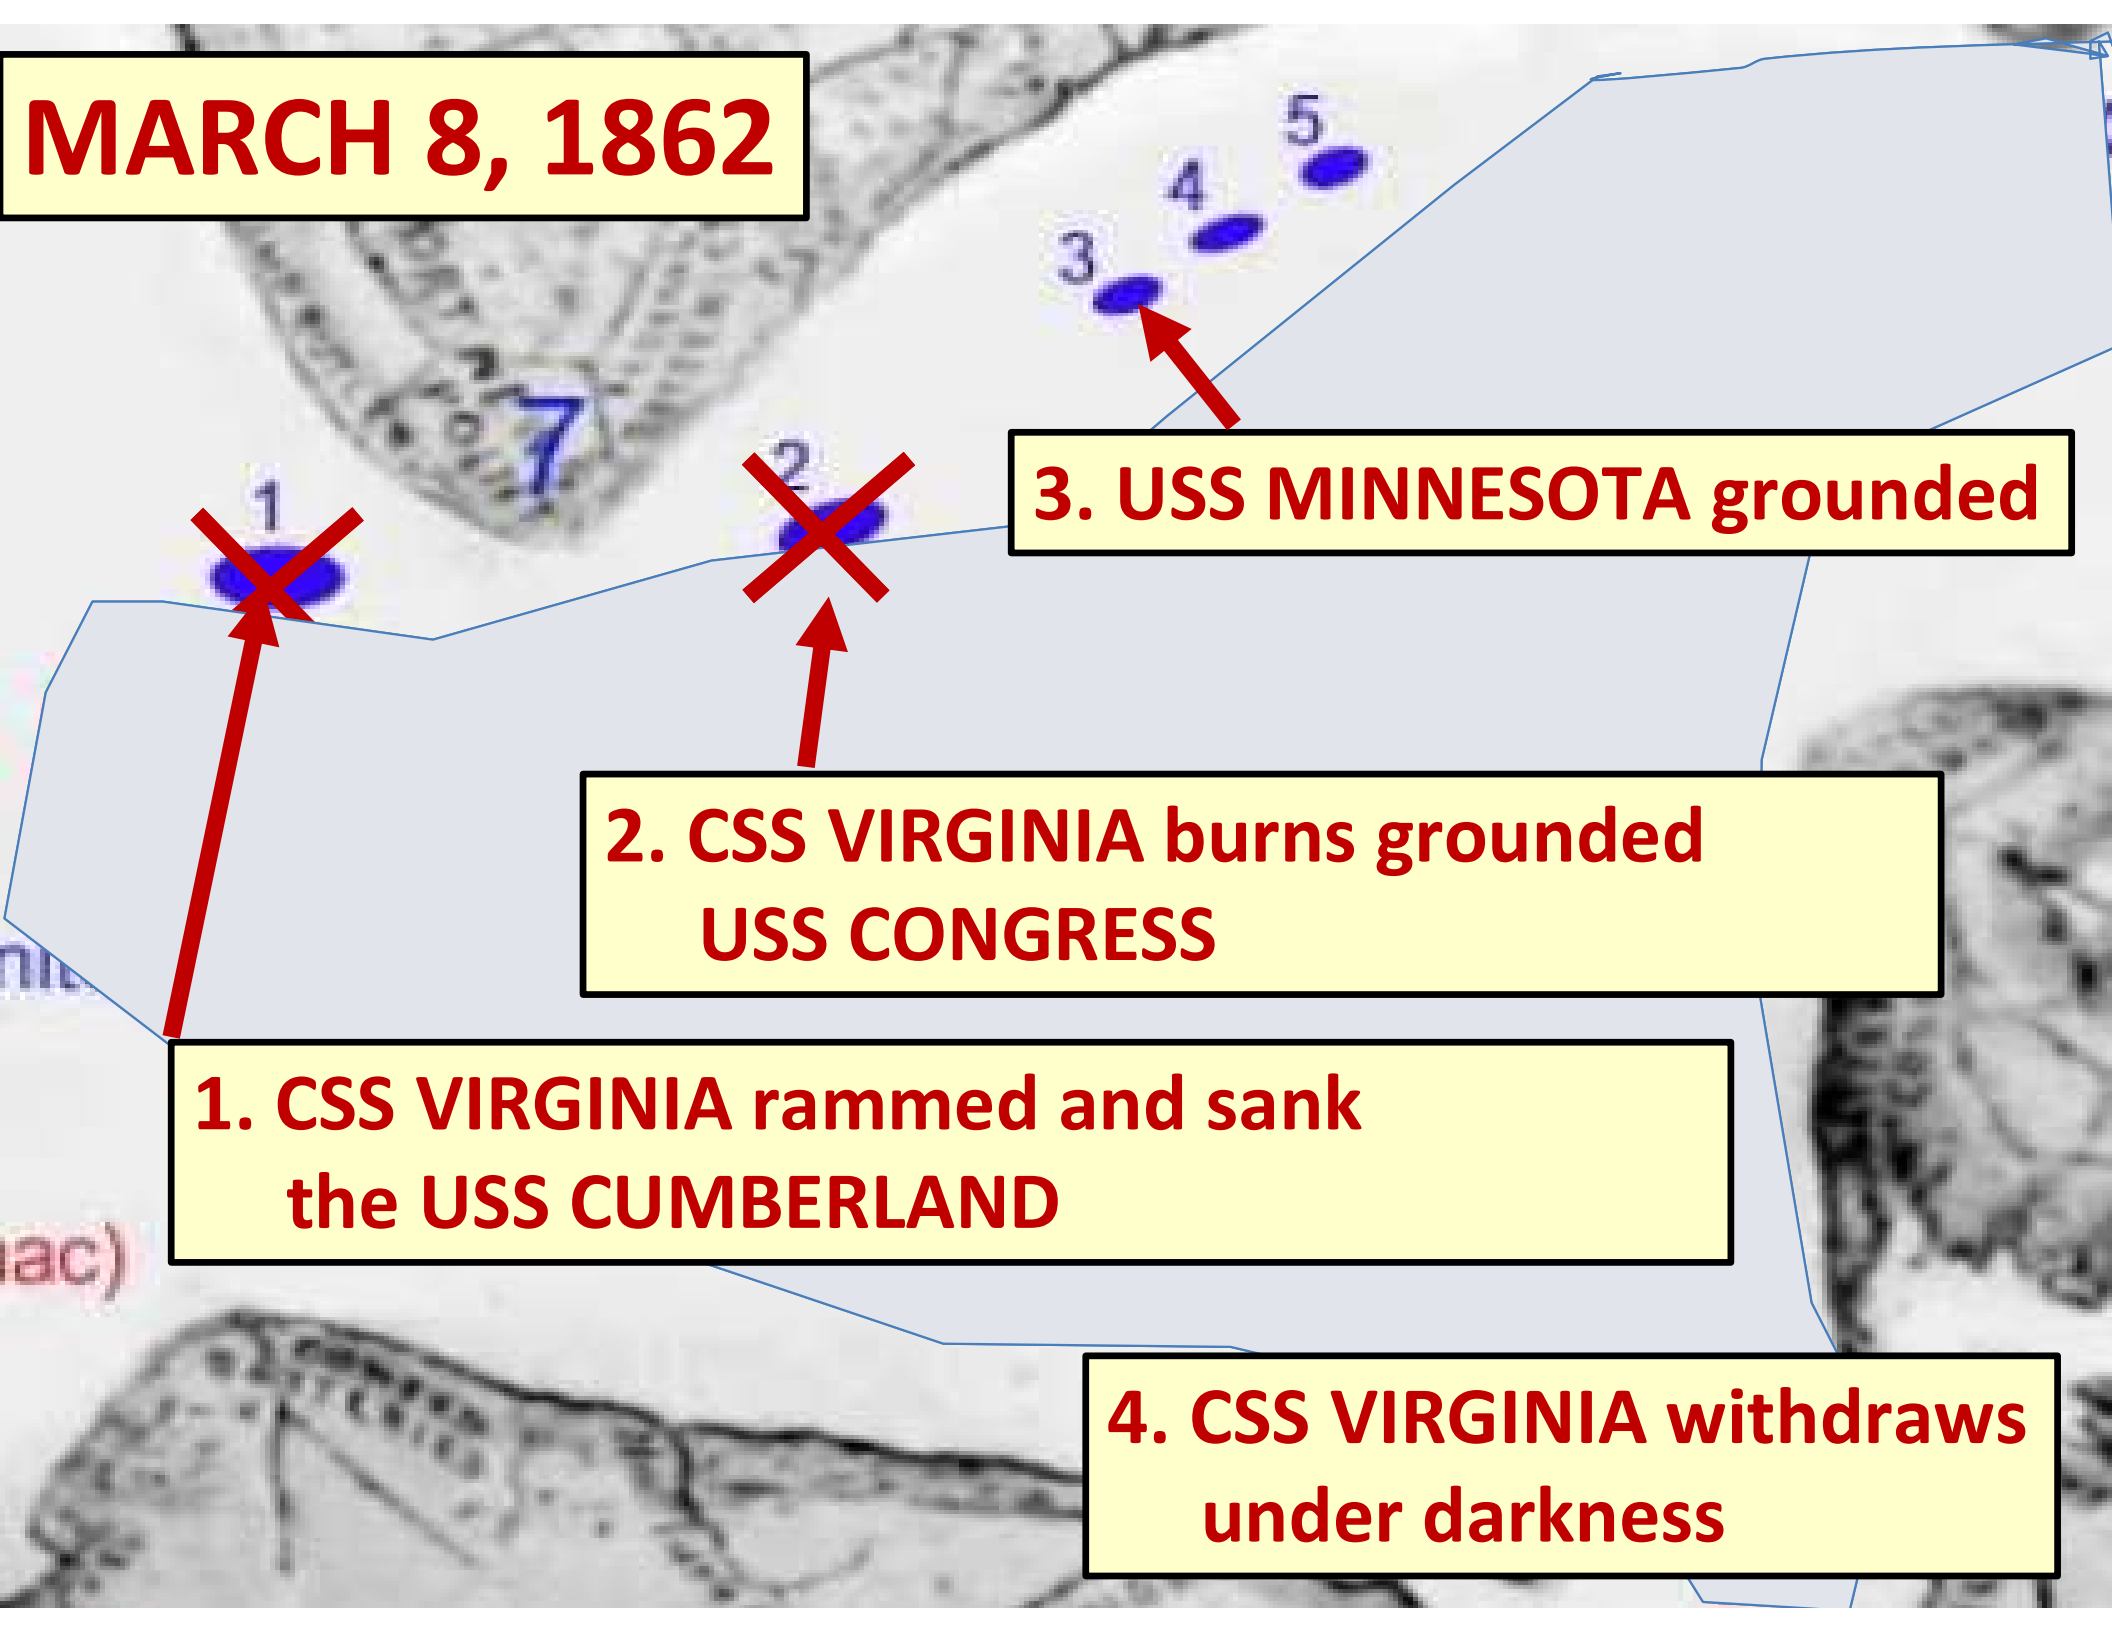 MARCH 8, 1862
5
4
3
7
2
1
3. USS MINNESOTA grounded
2. CSS VIRGINIA burns grounded
USS CONGRESS
1. CSS VIRGINIA rammed and sank
the USS CUMBERLAND
ac)
4. CSS VIRGINIA withdraws
under darkness